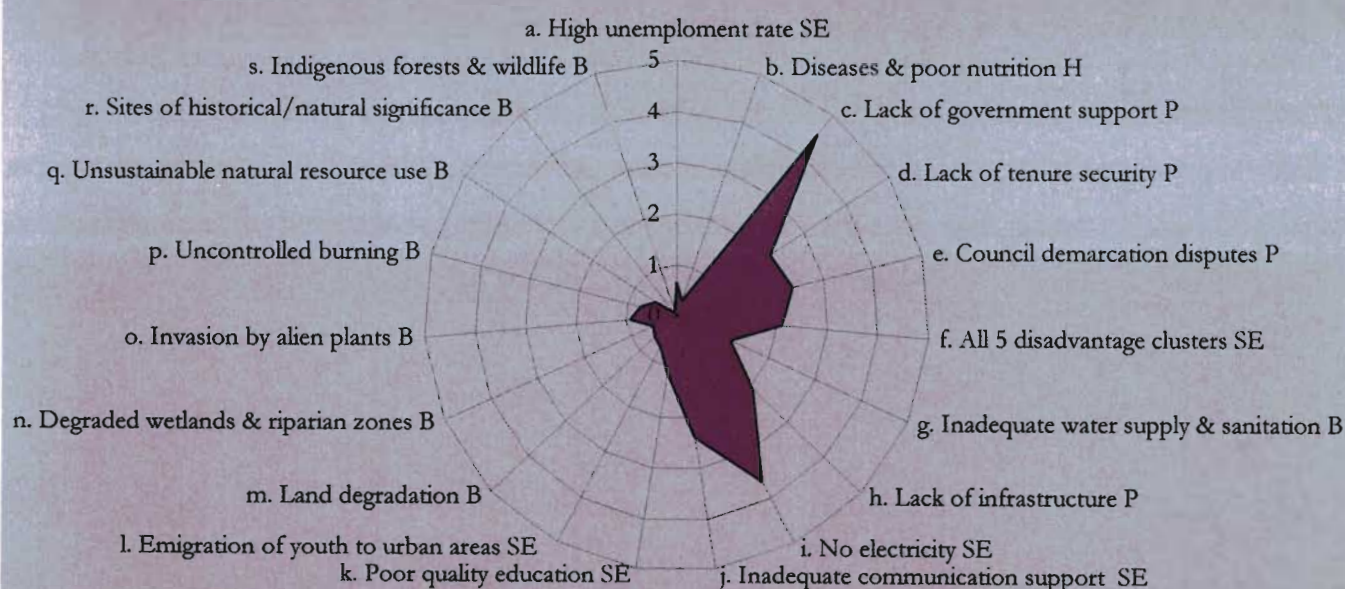 a. High unemploment rate SE
s. Indigenous forests & wildlife B
5
b. Diseases & poor nutrition H
r. Sites of historical/natural significance B
4
c. Lack of government support P
q. Unsustainable natural resource use B
3
d. Lack of tenure security P
2
p. Uncontrolled burning B
1
e. Council demarcation disputes P
0
o. Invasion by alien plants B
f. All 5 disadvantage clusters SE
n. Degraded wetlands & riparian zones B
g. Inadequate water supply & sanitation B
m. Land degradation B
h. Lack of infrastructure P
l. Emigration of youth to urban areas SE
i. No electricity SE
k. Poor quality education SE
j. Inadequate communication support SE